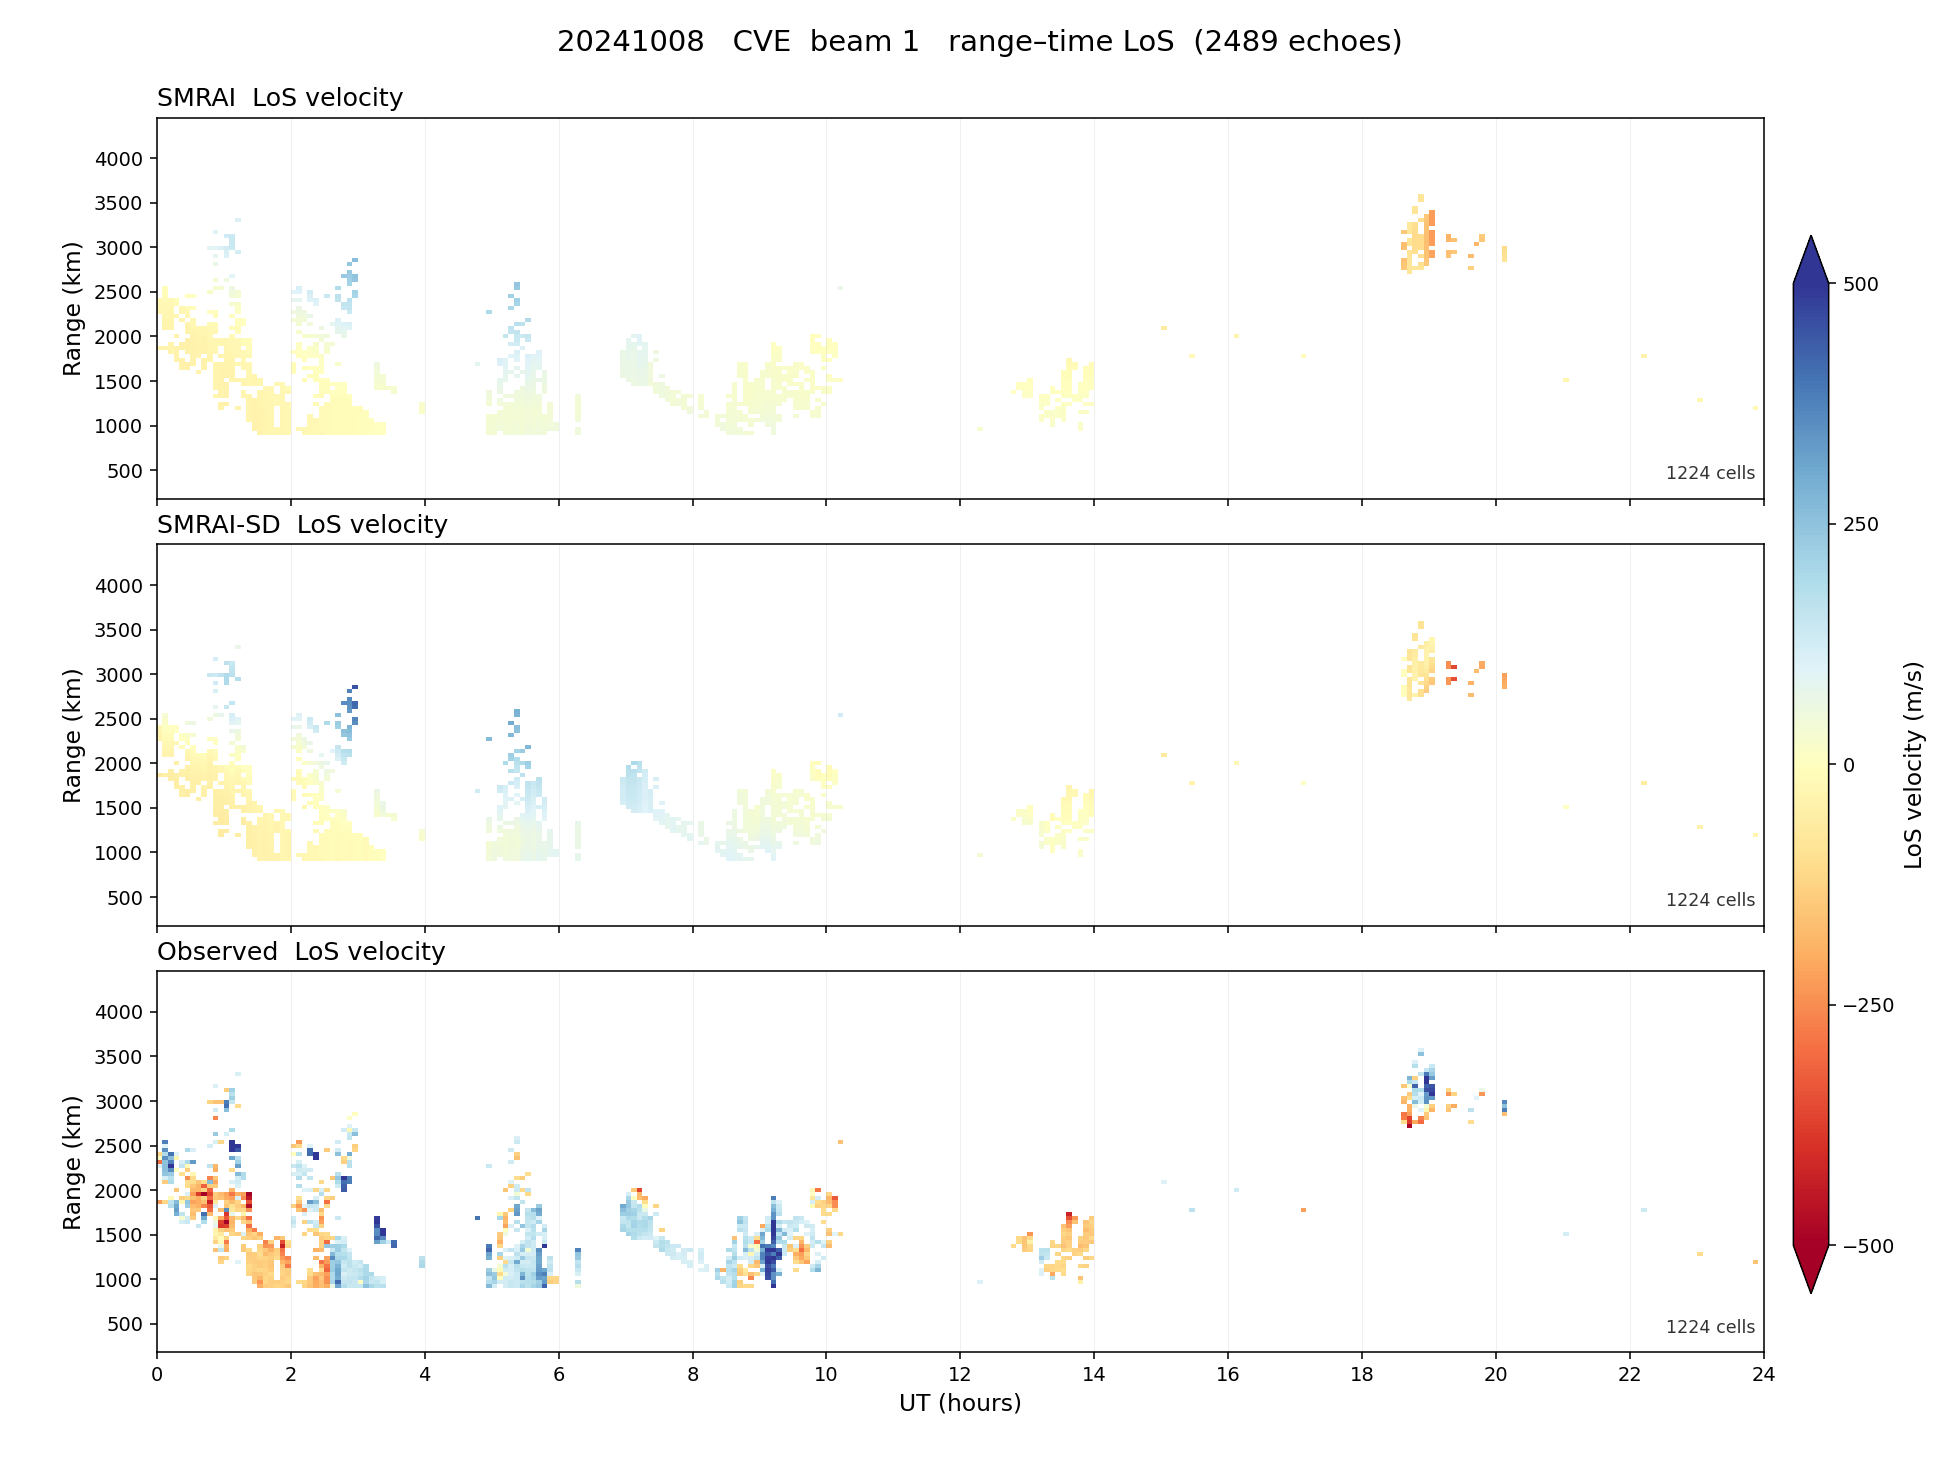 20241008   CVE  beam 1   range–time LoS  (2489 echoes)
SMRAI  LoS velocity
4000
3500
3000
2500
2000
1500
1000
500
Range (km)
1224 cells
SMRAI-SD  LoS velocity
4000
3500
3000
2500
2000
1500
1000
500
Range (km)
1224 cells
Observed  LoS velocity
4000
3500
3000
2500
2000
1500
1000
500
Range (km)
1224 cells
0 2 4 6 8 10 12 14 16 18 20 22 24
UT (hours)
500
250
0
−250
−500
LoS velocity (m/s)